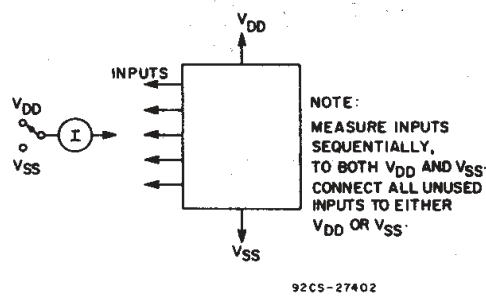 VDD
INPUTS
VDD
I
VSS
NOTE:
MEASURE INPUTS
SEQUENTIALLY,
TO BOTH VDD AND VSS.
CONNECT ALL UNUSED
INPUTS TO EITHER
VDD OR VSS.
VSS
92CS-27402